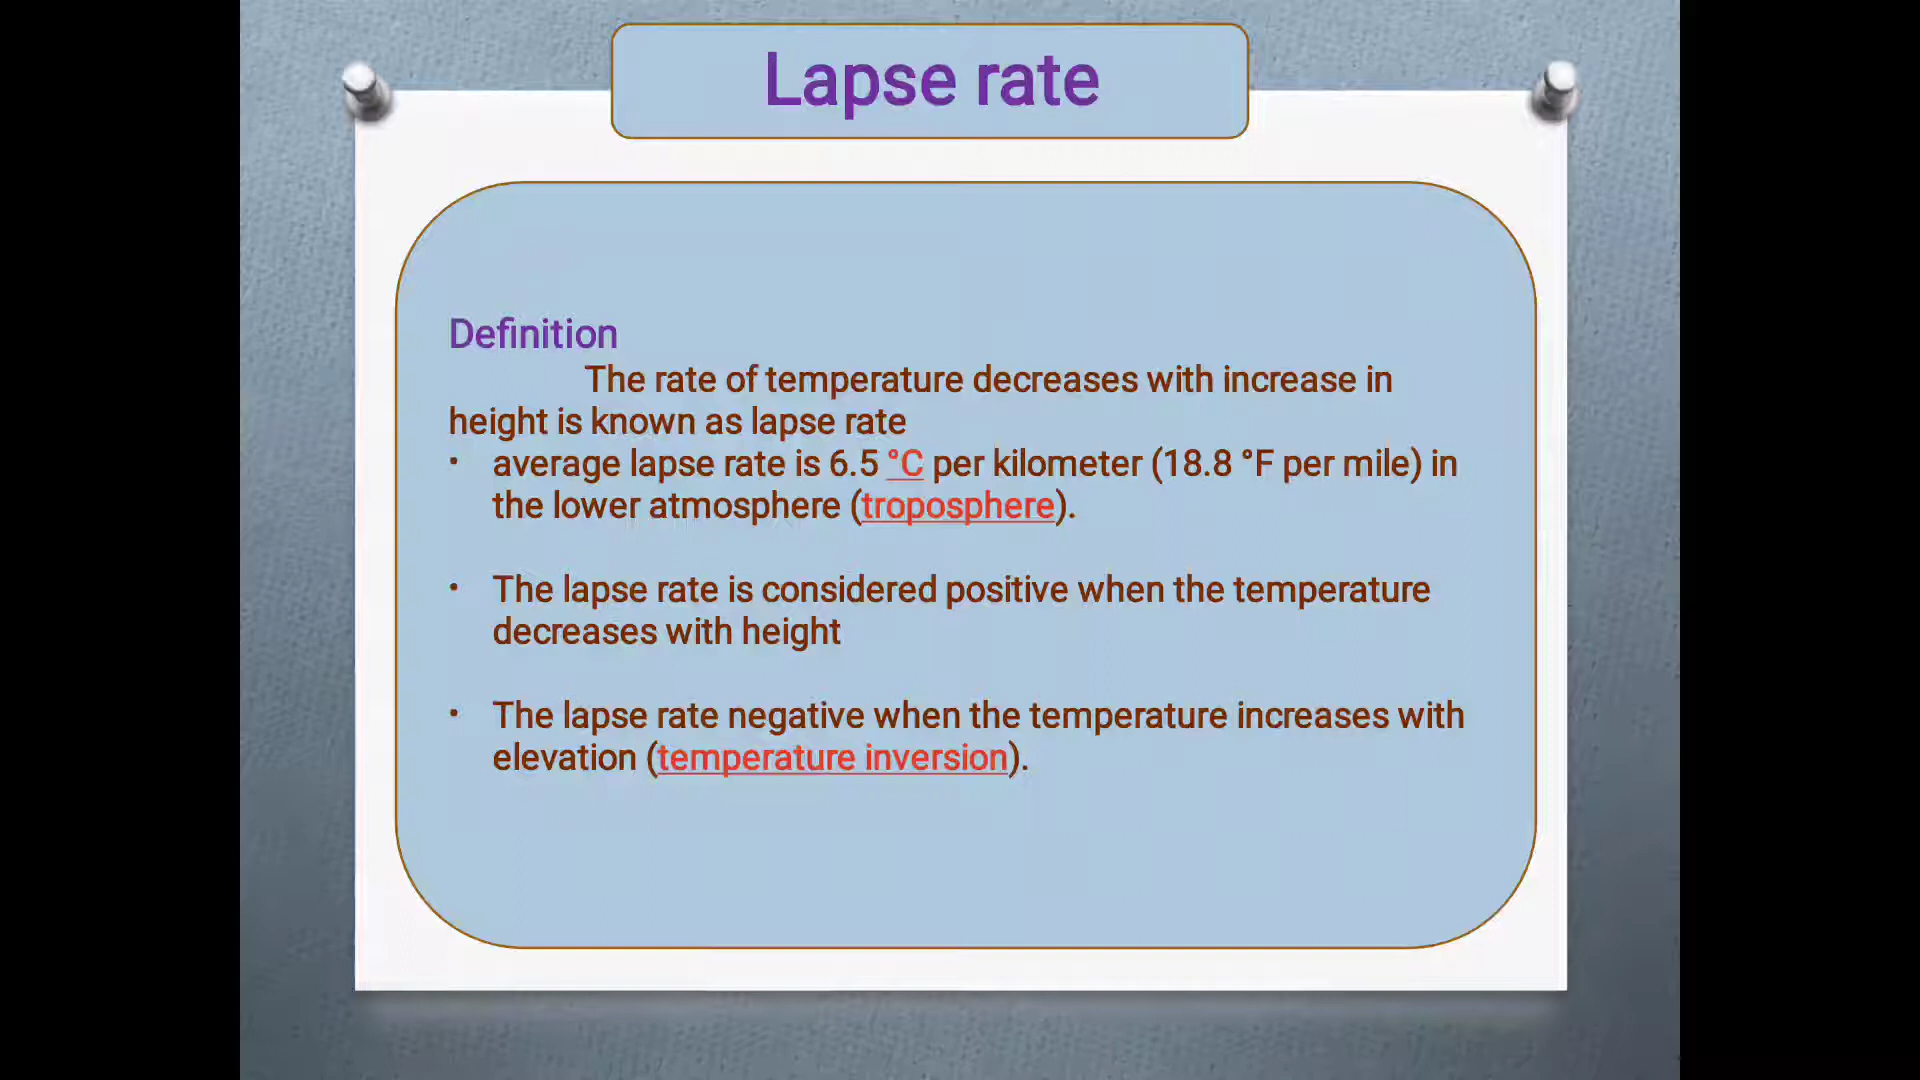 Lapse rate
Definition
The rate of temperature decreases with increase in
height is known as lapse rate
• average lapse rate is 6.5 °C per kilometer (18.8 °F per mile) in
the lower atmosphere (troposphere).
• The lapse rate is considered positive when the temperature
decreases with height
• The lapse rate negative when the temperature increases with
elevation (temperature inversion).